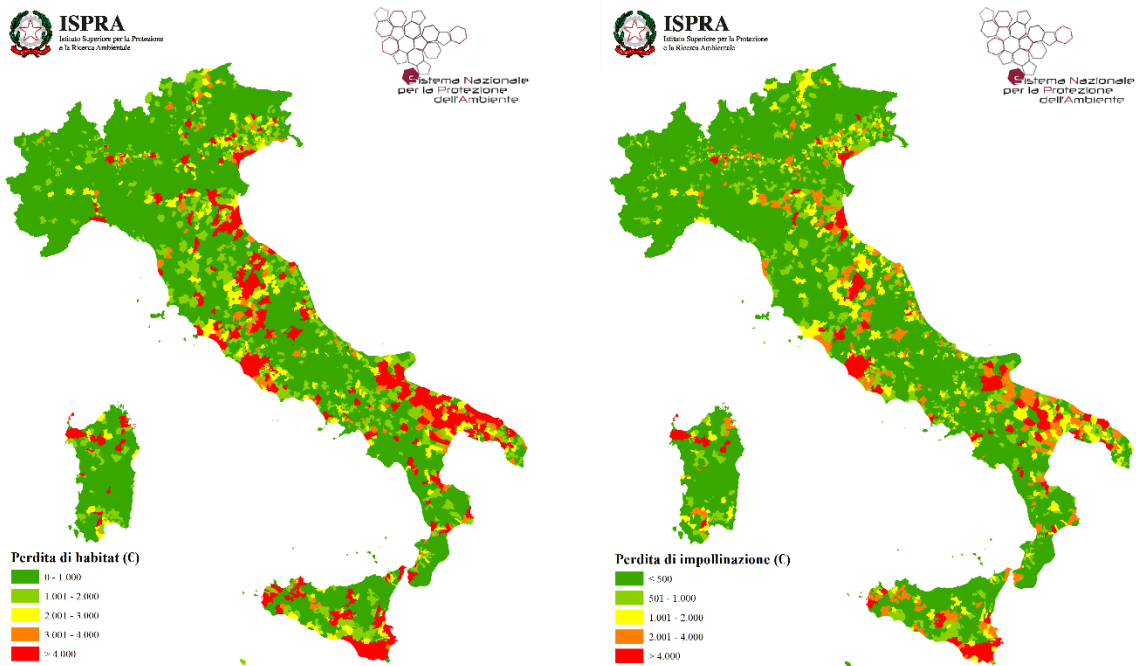 ISPRA
Istituto Superiore per la Protezione
e la Ricerca Ambientale
Sistema Nazionale
per la Protezione
dell'Ambiente
Perdita di habitat (€)
0 - 1.000
1.001 - 2.000
2.001 - 3.000
3.001 - 4.000
> 4.000
ISPRA
Istituto Superiore per la Protezione
e la Ricerca Ambientale
Sistema Nazionale
per la Protezione
dell'Ambiente
Perdita di impollinazione (€)
< 500
501 - 1.000
1.001 - 2.000
2.001 - 4.000
> 4.000